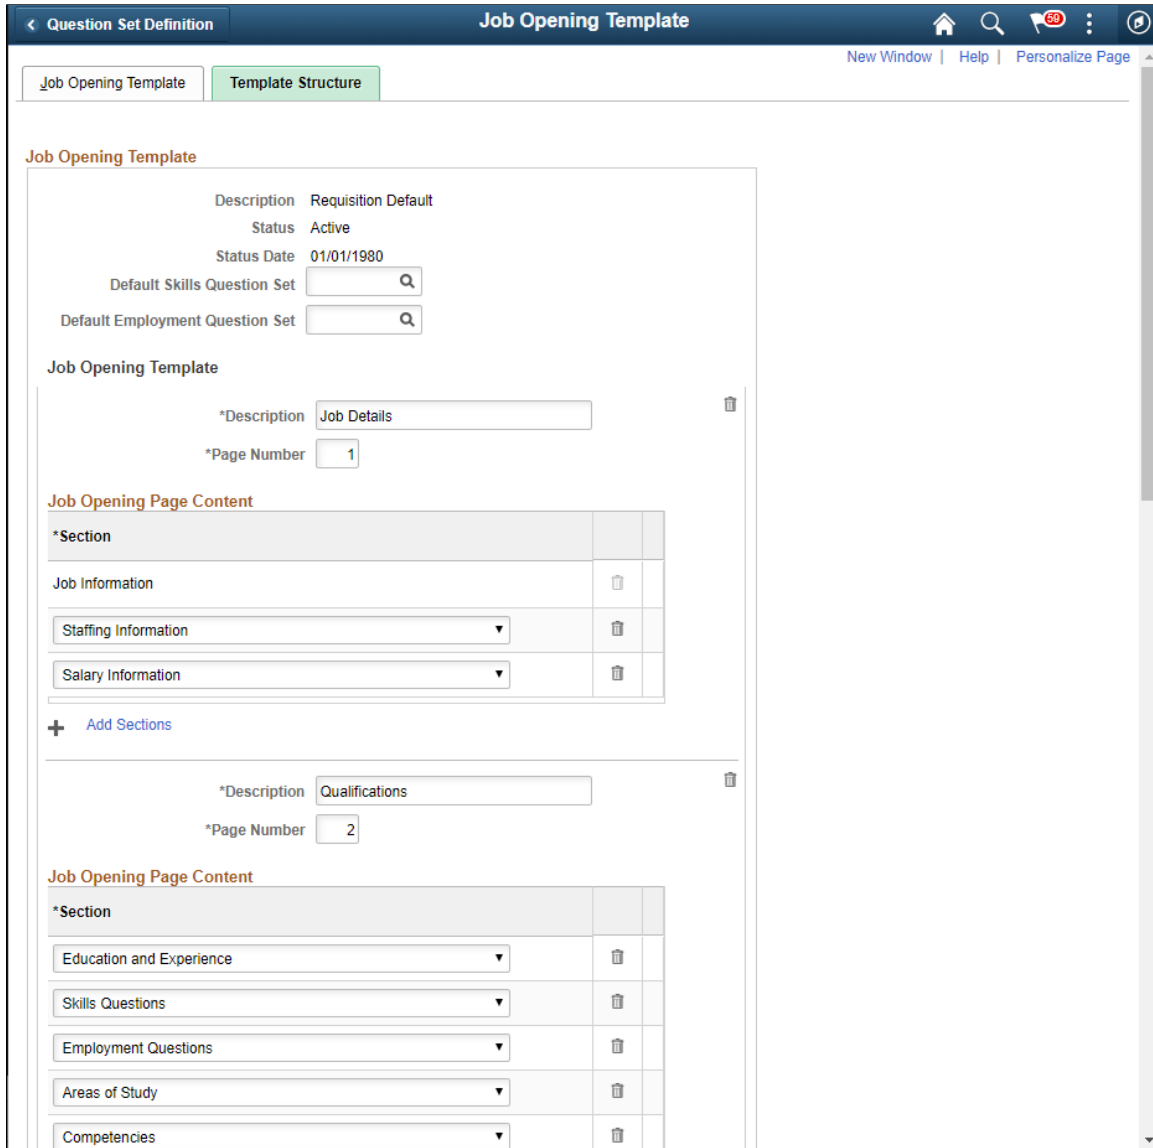 Question Set Definition
Job Opening Template
59
New Window | Help | Personalize Page
Job Opening Template
Template Structure
Job Opening Template
Description Requisition Default
Status Active
Status Date 01/01/1980
Default Skills Question Set
Default Employment Question Set
Job Opening Template
*Description Job Details
*Page Number 1
Job Opening Page Content
*Section
Job Information
Staffing Information
Salary Information
Add Sections
*Description Qualifications
*Page Number 2
Job Opening Page Content
*Section
Education and Experience
Skills Questions
Employment Questions
Areas of Study
Competencies